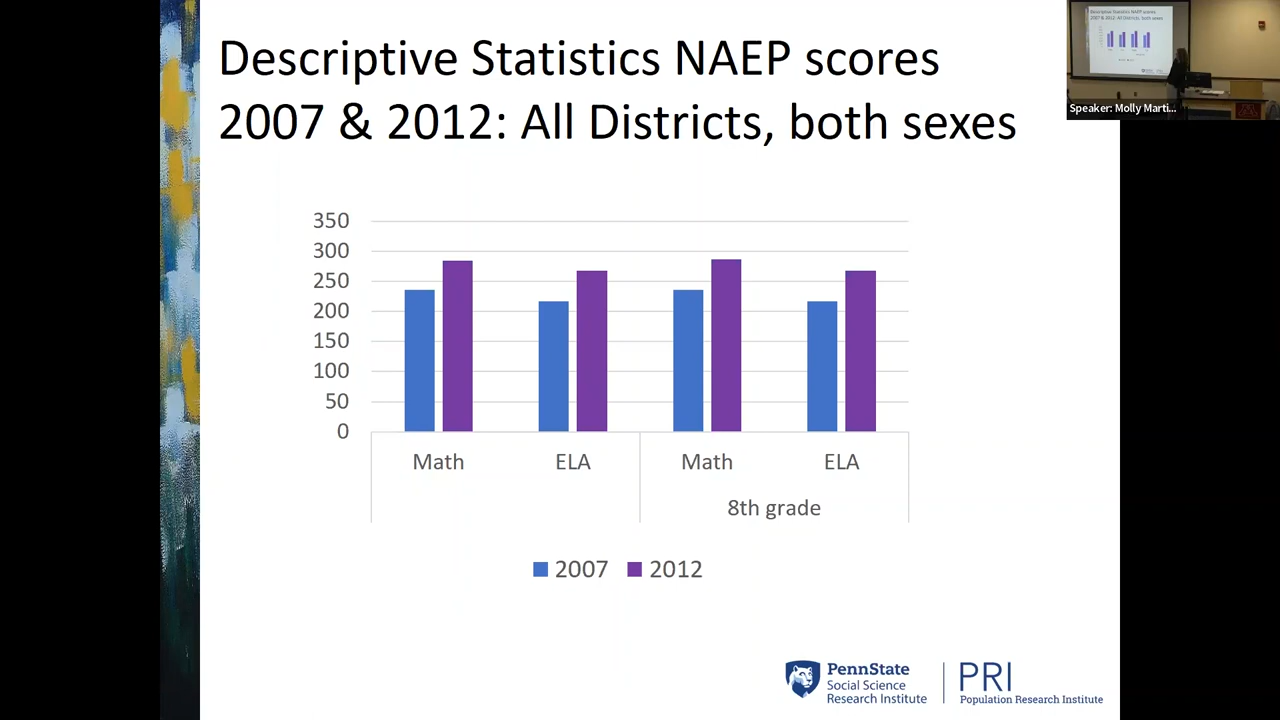 Descriptive Statistics NAEP scores
2007 & 2012: All Districts, both sexes
Speaker: Molly Marti...
350
300
250
200
150
100
50
0
Math ELA Math ELA
8th grade
2007 2012
PennState
Social Science
Research Institute
PRI
Population Research Institute